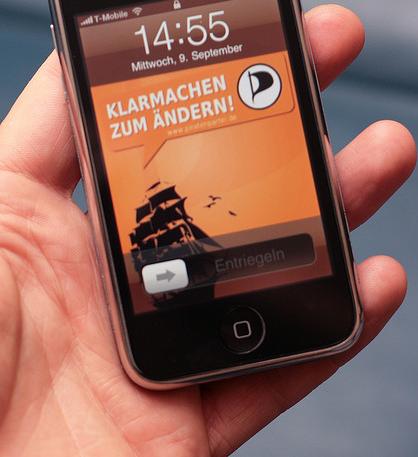 T-Mobile
14:55
Mittwoch, 9. September
KLARMACHEN
ZUM ÄNDERN!
www.piratenpartei.de
Entriegeln